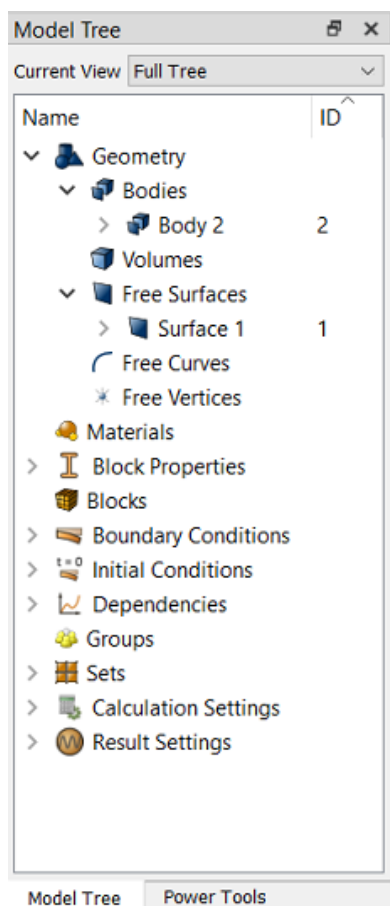 Model Tree
Current View Full Tree
Name ID
Geometry
Bodies
Body 2 2
Volumes
Free Surfaces
Surface 1 1
Free Curves
Free Vertices
Materials
Block Properties
Blocks
Boundary Conditions
t=0
Initial Conditions
Dependencies
Groups
Sets
Calculation Settings
Result Settings
Model Tree Power Tools